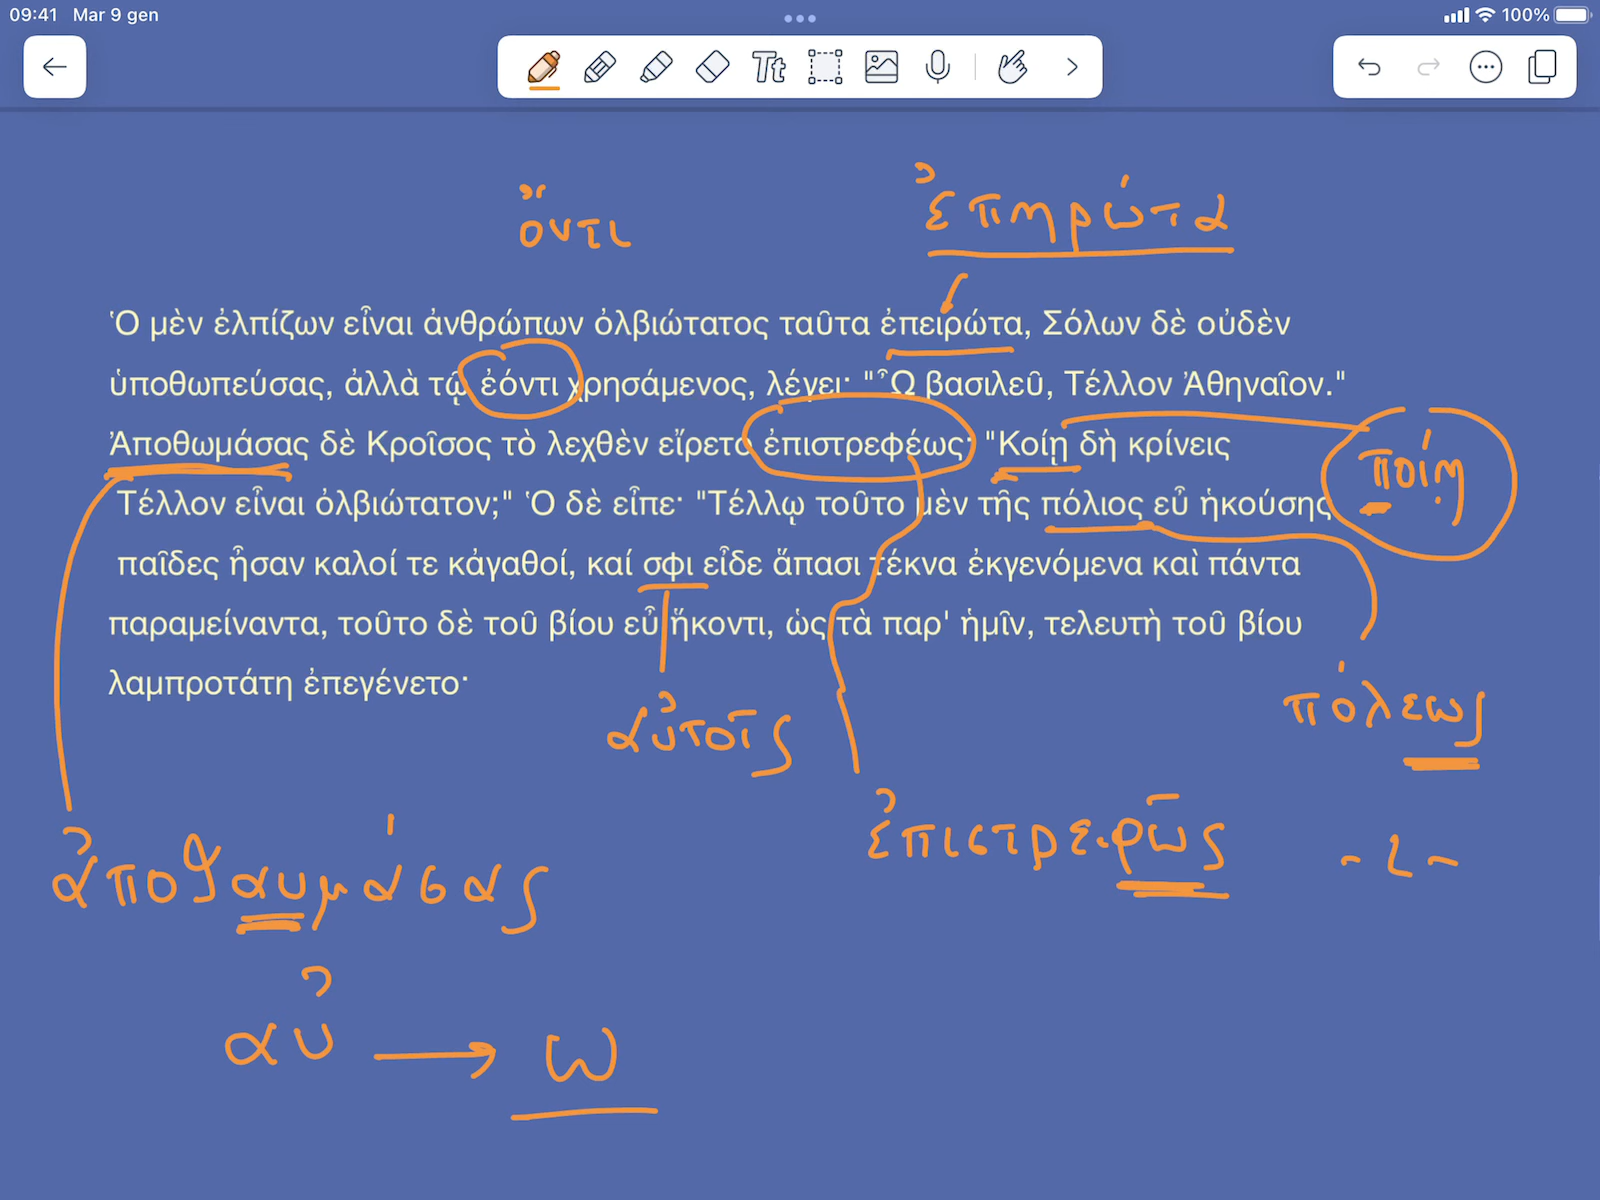 09:41 Mar 9 gen
100%
Tt
ὄντι
ἐπηρώτα
Ὁ μὲν ἐλπίζων εἶναι ἀνθρώπων ὀλβιώτατος ταῦτα ἐπειρώτα, Σόλων δὲ οὐδὲν
ὑποθωπεύσας, ἀλλὰ τῷ ἐόντι χρησάμενος, λέγει· "Ὦ βασιλεῦ, Τέλλον Ἀθηναῖον."
Ἀποθωμάσας δὲ Κροῖσος τὸ λεχθὲν εἴρετο ἐπιστρεφέως· "Κοίῃ δὴ κρίνεις
ποίῃ
Τέλλον εἶναι ὀλβιώτατον;" Ὁ δὲ εἶπε· "Τέλλῳ τοῦτο μὲν τῆς πόλιος εὖ ἡκούσης
παῖδες ἦσαν καλοί τε κἀγαθοί, καί σφι εἶδε ἅπασι τέκνα ἐκγενόμενα καὶ πάντα
παραμείναντα, τοῦτο δὲ τοῦ βίου εὖ ἥκοντι, ὡς τὰ παρ' ἡμῖν, τελευτὴ τοῦ βίου
λαμπροτάτη ἐπεγένετο·
αὐτοῖς
πόλεως
ἀποθαυμάσας
ἐπιστρεφῶς
-ι-
αὐ → ω